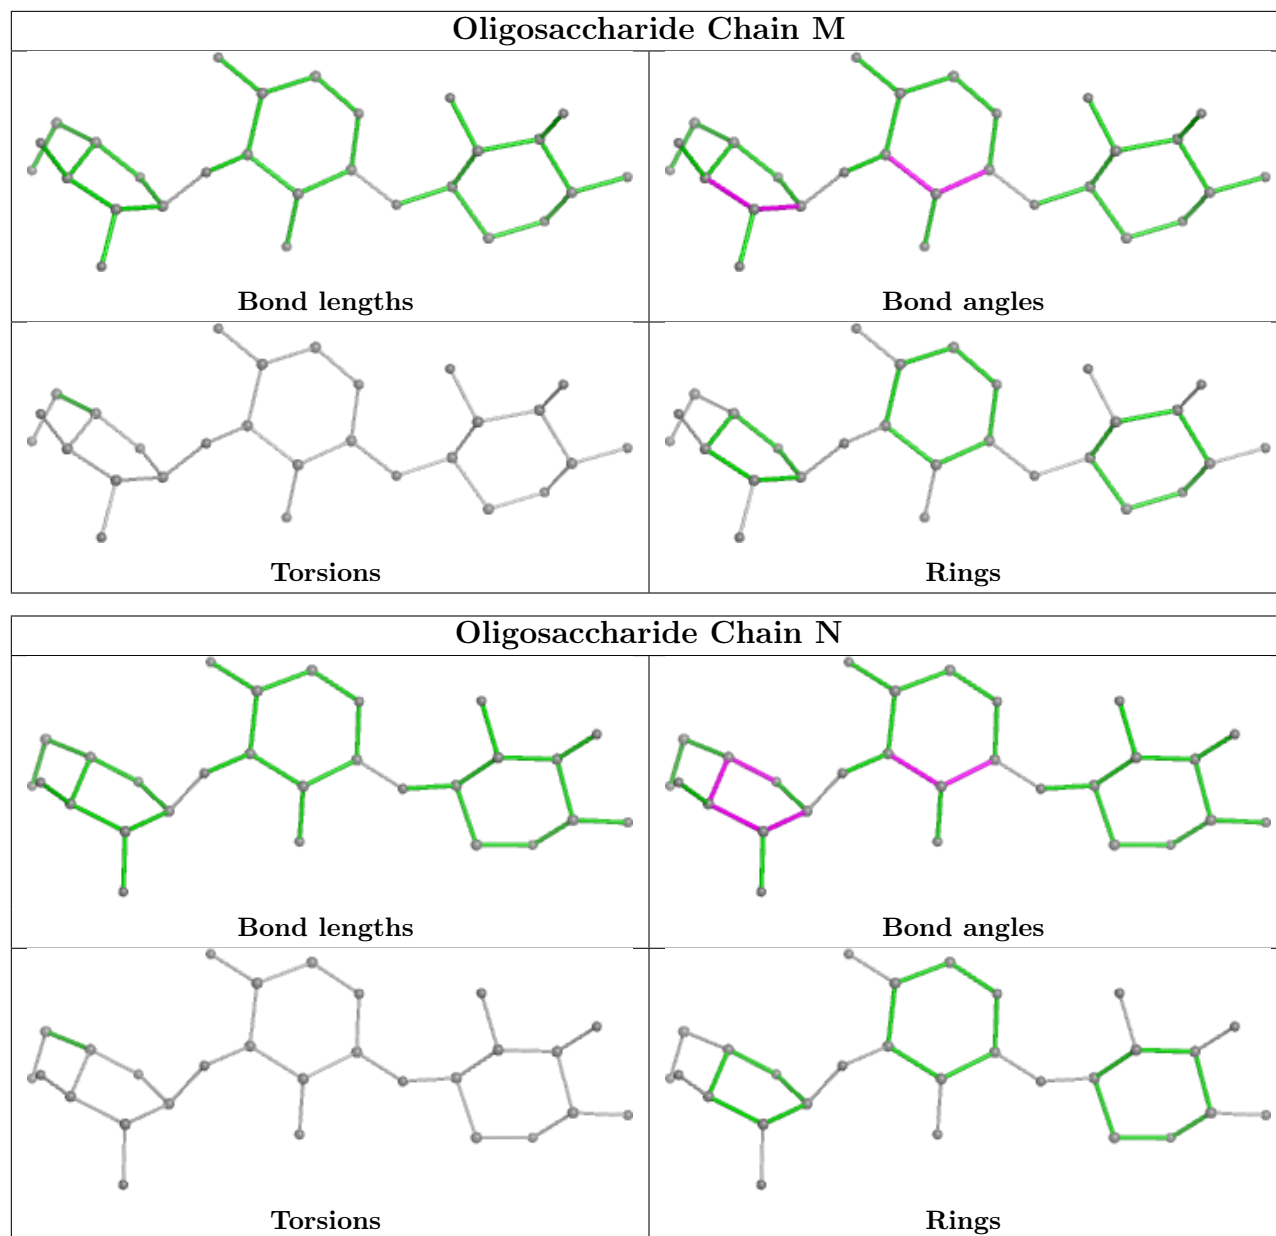 Oligosaccharide Chain M
Bond lengths
Bond angles
Torsions
Rings
Oligosaccharide Chain N
Bond lengths
Bond angles
Torsions
Rings